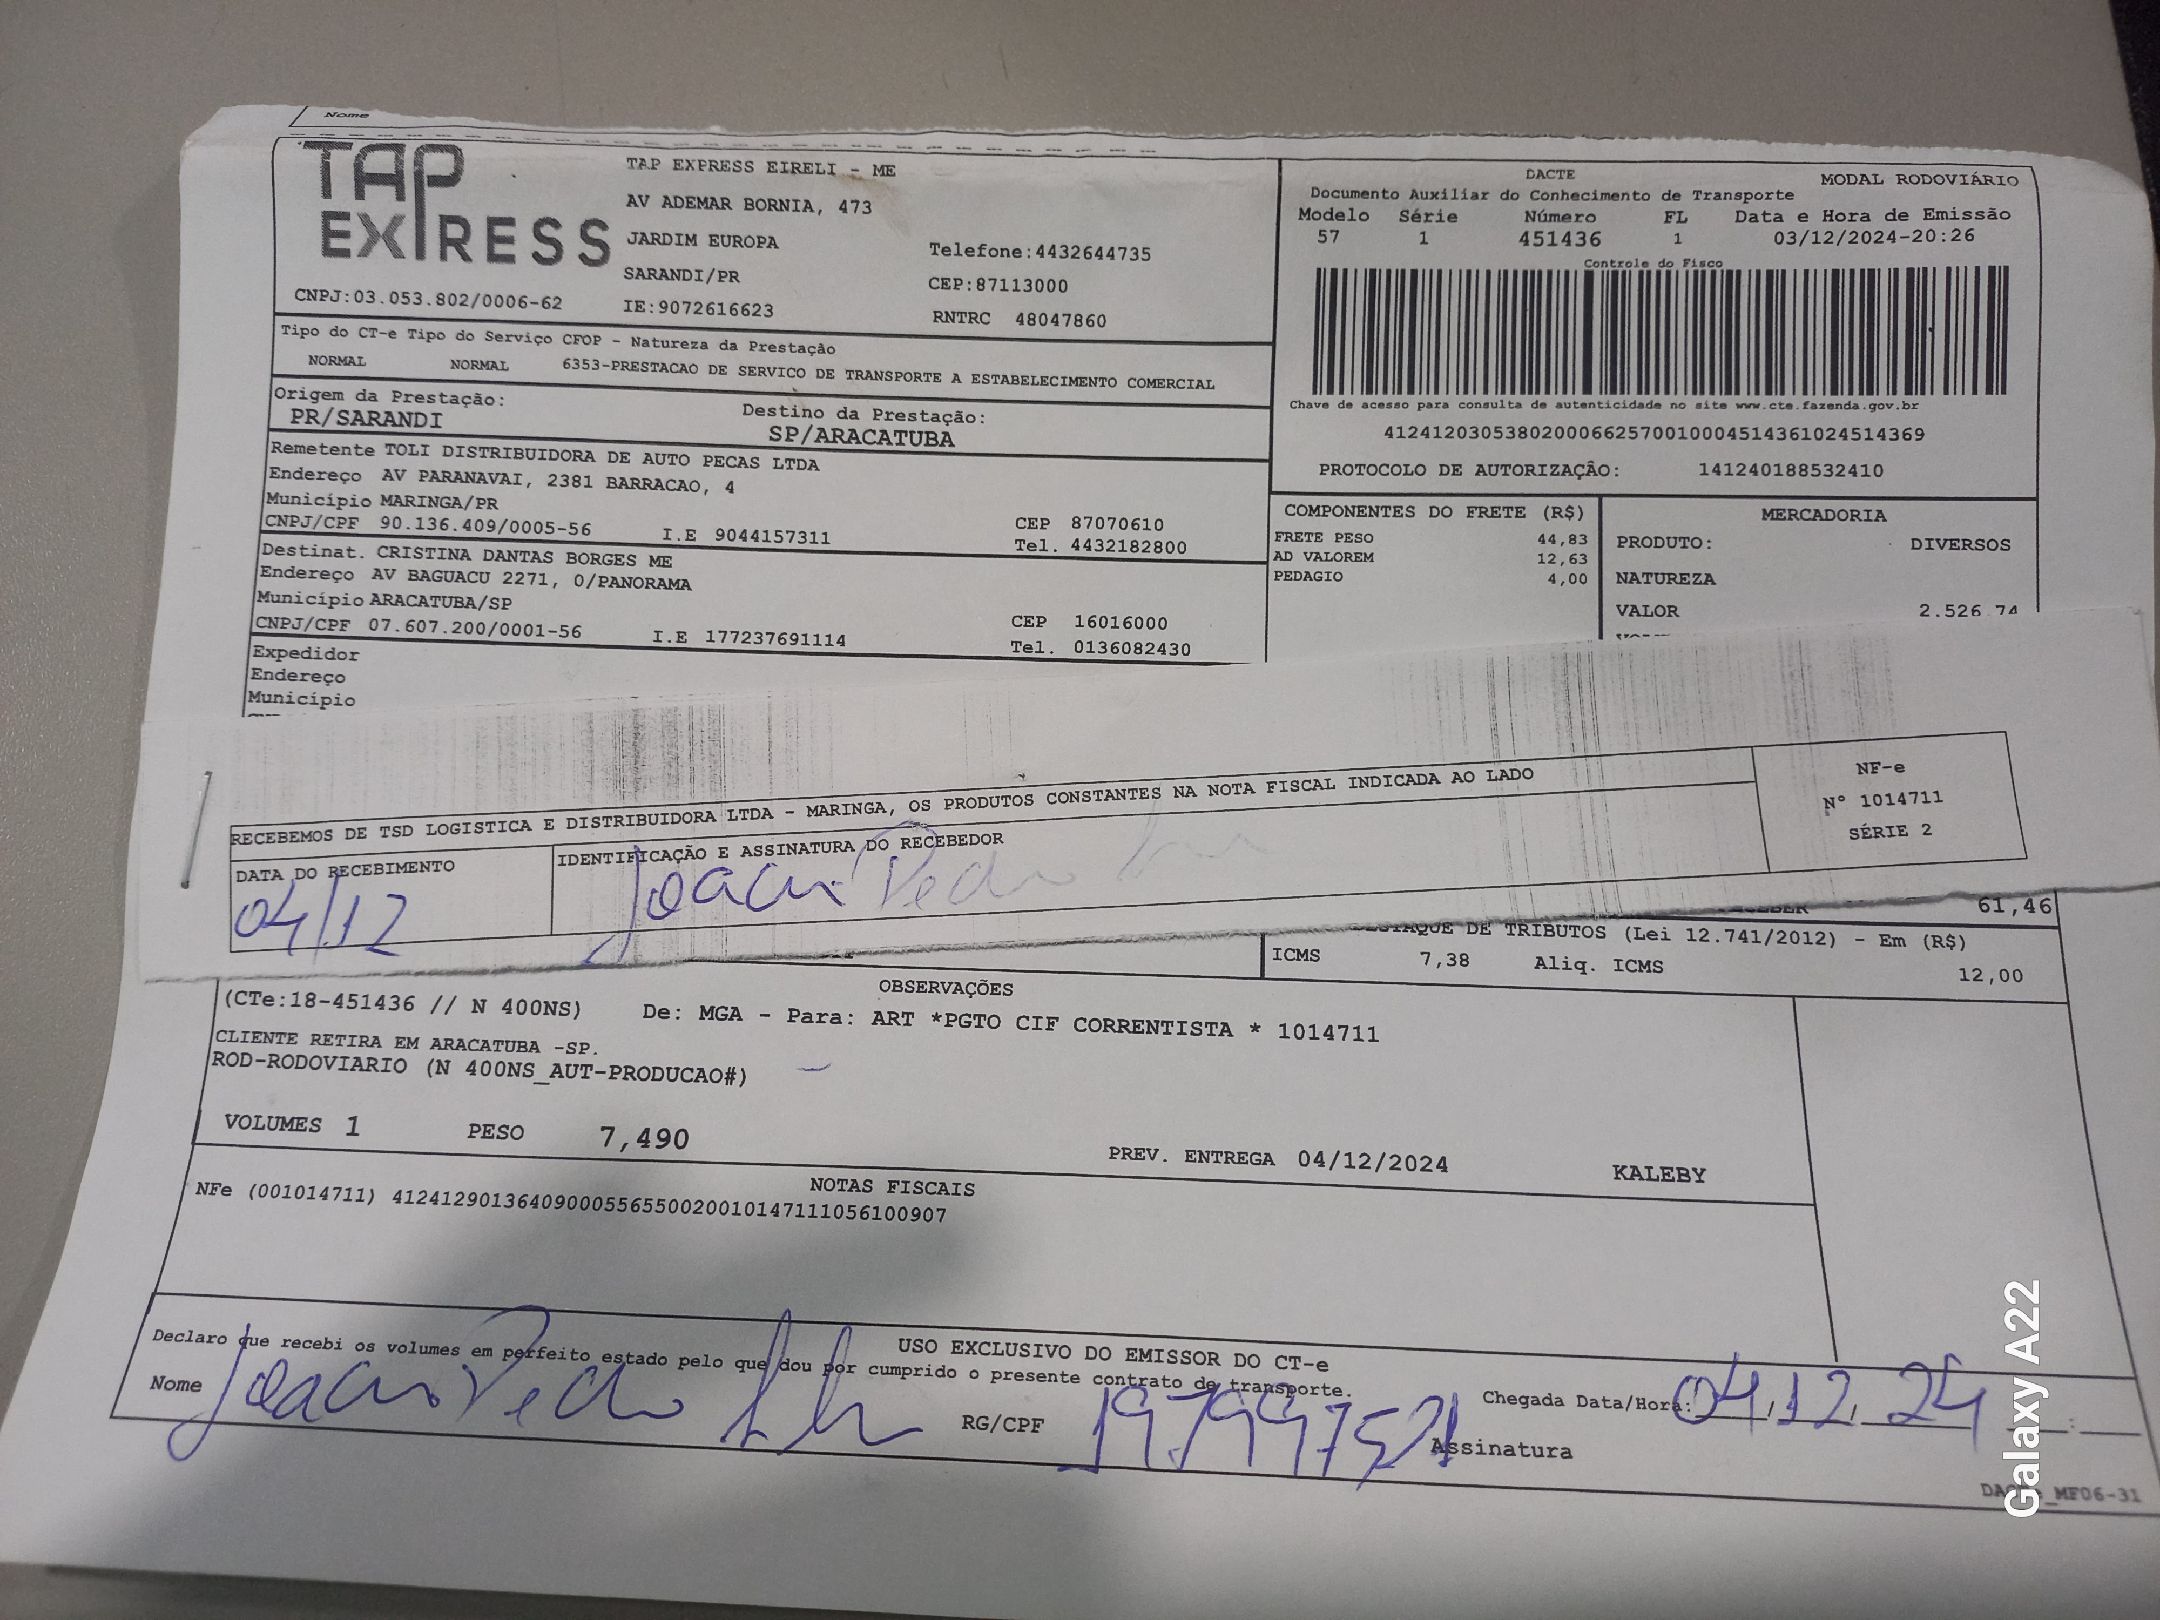 Nome
TAP EXPRESS
TAP EXPRESS EIRELI - ME
AV ADEMAR BORNIA, 473
JARDIM EUROPA
Telefone:4432644735
SARANDI/PR
CEP:87113000
CNPJ:03.053.802/0006-62
IE:9072616623
RNTRC 48047860
DACTE
MODAL RODOVIÁRIO
Documento Auxiliar do Conhecimento de Transporte
Modelo Série Número FL Data e Hora de Emissão
57 1 451436 1 03/12/2024-20:26
Controle do Fisco
Chave de acesso para consulta de autenticidade no site www.cte.fazenda.gov.br
41241203053802000662570010004514361024514369
PROTOCOLO DE AUTORIZAÇÃO: 141240188532410
Tipo do CT-e Tipo do Serviço CFOP - Natureza da Prestação
NORMAL NORMAL 6353-PRESTACAO DE SERVICO DE TRANSPORTE A ESTABELECIMENTO COMERCIAL
Origem da Prestação: Destino da Prestação:
PR/SARANDI SP/ARACATUBA
Remetente TOLI DISTRIBUIDORA DE AUTO PECAS LTDA
Endereço AV PARANAVAI, 2381 BARRACAO, 4
Município MARINGA/PR CEP 87070610
CNPJ/CPF 90.136.409/0005-56 I.E 9044157311 Tel. 4432182800
Destinat. CRISTINA DANTAS BORGES ME
Endereço AV BAGUACU 2271, 0/PANORAMA
Município ARACATUBA/SP CEP 16016000
CNPJ/CPF 07.607.200/0001-56 I.E 177237691114 Tel. 0136082430
Expedidor
Endereço
Município
COMPONENTES DO FRETE (R$)
FRETE PESO 44,83
AD VALOREM 12,63
PEDAGIO 4,00
MERCADORIA
PRODUTO: DIVERSOS
NATUREZA
VALOR 2.526,74
RECEBEMOS DE TSD LOGISTICA E DISTRIBUIDORA LTDA - MARINGA, OS PRODUTOS CONSTANTES NA NOTA FISCAL INDICADA AO LADO
NF-e
N° 1014711
SÉRIE 2
DATA DO RECEBIMENTO
04/12
IDENTIFICAÇÃO E ASSINATURA DO RECEBEDOR
Pedro
61,46
DE TRIBUTOS (Lei 12.741/2012) - Em (R$)
ICMS 7,38 Aliq. ICMS 12,00
OBSERVAÇÕES
(CTe:18-451436 // N 400NS) De: MGA - Para: ART *PGTO CIF CORRENTISTA * 1014711
CLIENTE RETIRA EM ARACATUBA -SP.
ROD-RODOVIARIO (N 400NS_AUT-PRODUCAO#)
VOLUMES 1 PESO 7,490
PREV. ENTREGA 04/12/2024 KALEBY
NOTAS FISCAIS
NFe (001014711) 41241290136409000556550020010147111056100907
USO EXCLUSIVO DO EMISSOR DO CT-e
Declaro que recebi os volumes em perfeito estado pelo que dou por cumprido o presente contrato de transporte.
Nome Pedro RG/CPF Chegada Data/Hora: 04,12,24 :
Assinatura
Galaxy A22